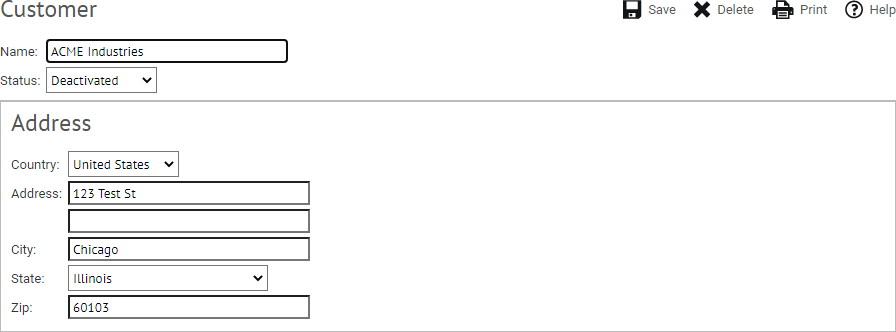 Customer
Save Delete Print Help
Name: ACME Industries
Status: Deactivated
Address
Country: United States
Address: 123 Test St
City: Chicago
State: Illinois
Zip: 60103